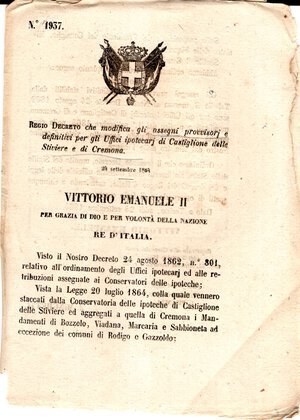 N.° 1937.
REGIO DECRETO che modifica gli assegni provvisorj e
definitivi per gli Uffici ipotecarj di Castiglione delle
Stiviere e di Cremona.
24 settembre 1864
VITTORIO EMANUELE II
PER GRAZIA DI DIO E PER VOLONTÀ DELLA NAZIONE
RE D'ITALIA.
Visto il Nostro Decreto 24 agosto 1862, n.° 801,
relativo all'ordinamento degli Uffici ipotecarj ed alle re-
tribuzioni assegnate ai Conservatori delle ipoteche;
Vista la Legge 20 luglio 1864, colla quale vennero
staccati dalla Conservatoria delle ipoteche di Castiglione
delle Stiviere ed aggregati a quella di Cremona i Man-
damenti di Bozzolo, Viadana, Marcaria e Sabbioneta ad
eccezione dei comuni di Rodigo e Gazzoldo;